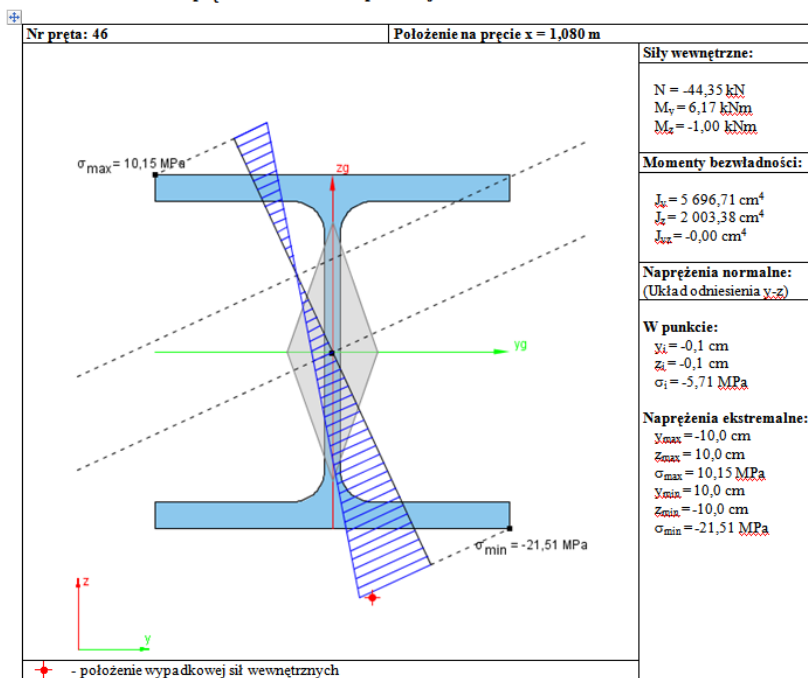 Nr pręta: 46
Położenie na pręcie x = 1,080 m
Siły wewnętrzne:
N = -44,35 kN
My = 6,17 kNm
Mz = -1,00 kNm
Momenty bezwładności:
Jy = 5 696,71 cm4
Jz = 2 003,38 cm4
Jyz = -0,00 cm4
Naprężenia normalne:
(Układ odniesienia y-z)
W punkcie:
yi = -0,1 cm
zi = -0,1 cm
σi = -5,71 MPa
Naprężenia ekstremalne:
ymax = -10,0 cm
zmax = 10,0 cm
σmax = 10,15 MPa
ymin = 10,0 cm
zmin = -10,0 cm
σmin = -21,51 MPa
σmax = 10,15 MPa
zg
yg
σmin = -21,51 MPa
z
y
- położenie wypadkowej sił wewnętrznych